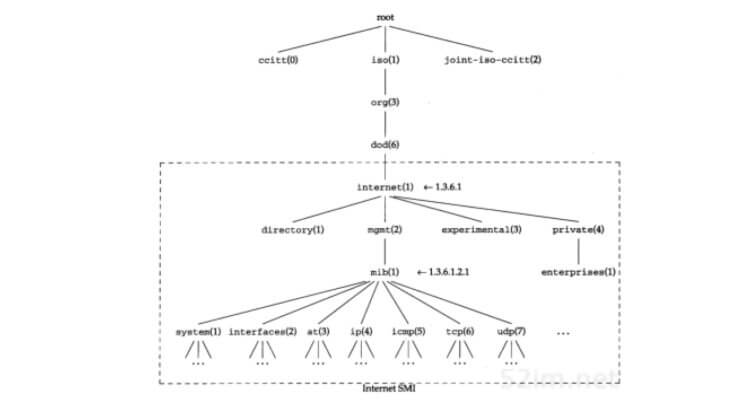 root
ccitt(0) iso(1) joint-iso-ccitt(2)
org(3)
dod(6)
internet(1) ←1.3.6.1
directory(1) mgmt(2) experimental(3) private(4)
mib(1) ←1.3.6.1.2.1 enterprises(1)
system(1) interfaces(2) at(3) ip(4) icmp(5) tcp(6) udp(7) ...
... ... ... ... ... ... ...
Internet SMI
52im.net